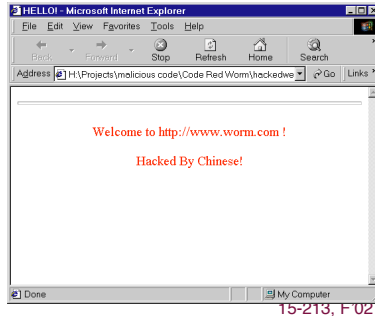 HELLO! - Microsoft Internet Explorer
File Edit View Favorites Tools Help
Back Forward Stop Refresh Home Search
Address H:\Projects\malicious code\Code Red Worm\hackedwe Go Links »
Welcome to http://www.worm.com !
Hacked By Chinese!
Done My Computer
15-213, F'02